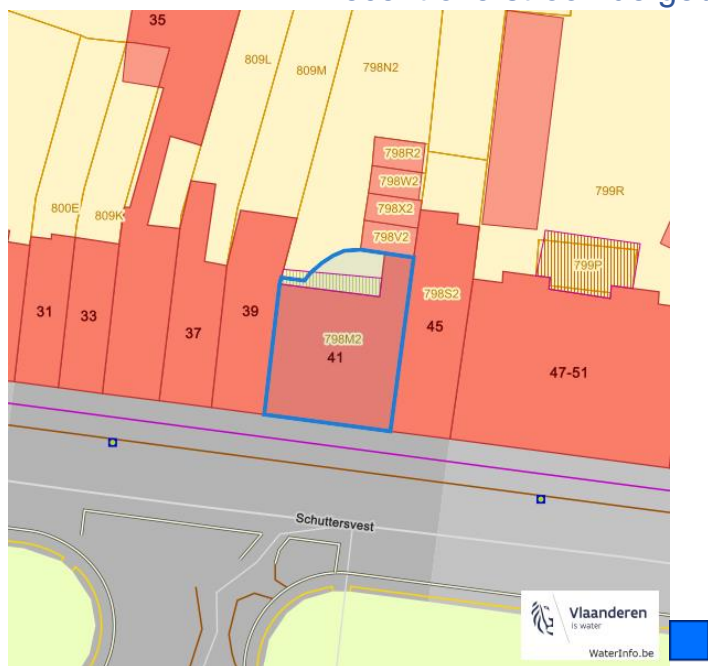 35
809L
809M
798N2
798R2
798W2
798X2
798V2
799R
800E
809K
799P
31
33
37
39
798M2
41
798S2
45
47-51
Schuttersvest
Vlaanderen
is water
WaterInfo.be